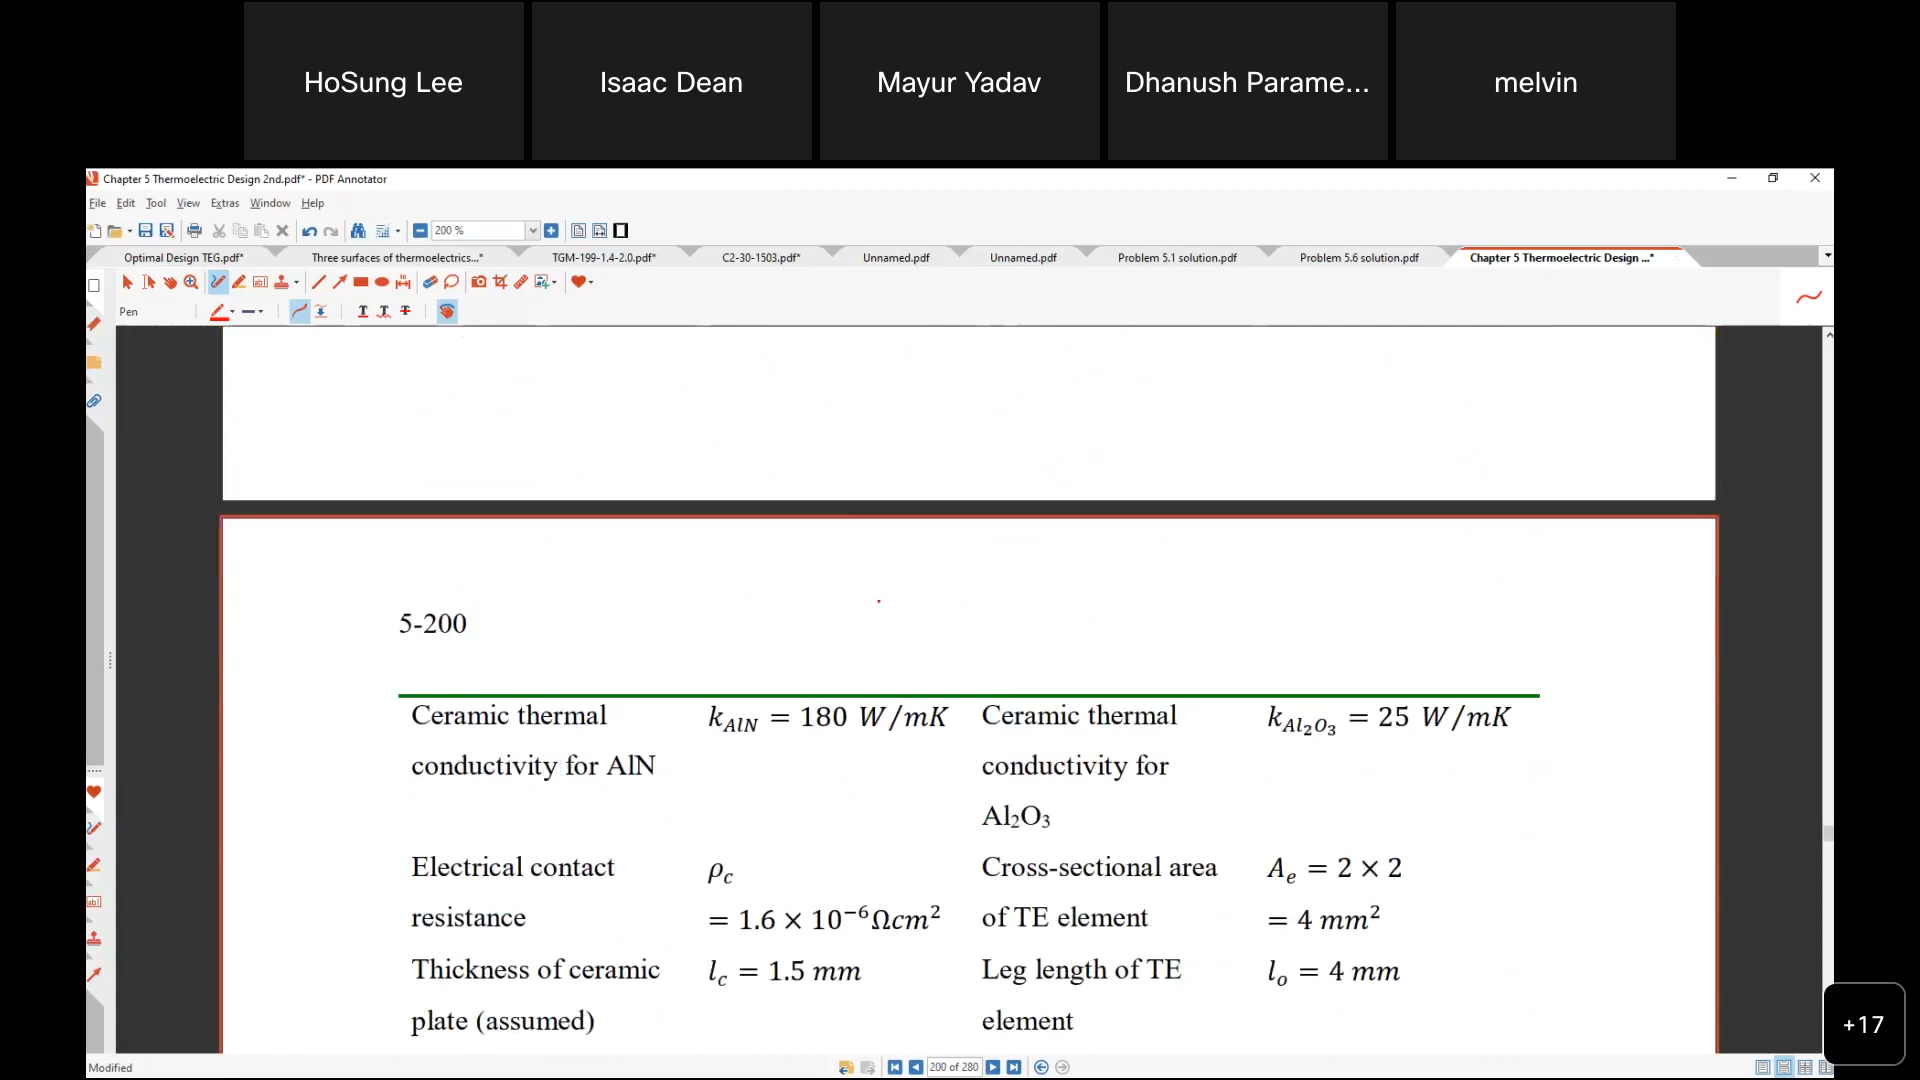 HoSung Lee
Isaac Dean
Mayur Yadav
Dhanush Parame...
melvin
Chapter 5 Thermoelectric Design 2nd.pdf* - PDF Annotator
File Edit Tool View Extras Window Help
200 %
Optimal Design TEG.pdf* Three surfaces of thermoelectrics...* TGM-199-1.4-2.0.pdf* C2-30-1503.pdf* Unnamed.pdf Unnamed.pdf Problem 5.1 solution.pdf Problem 5.6 solution.pdf Chapter 5 Thermoelectric Design ...*
Pen
5-200
Ceramic thermal k_AlN = 180 W/mK Ceramic thermal k_Al₂O₃ = 25 W/mK
conductivity for AlN conductivity for
Al₂O₃
Electrical contact ρ_c Cross-sectional area A_e = 2 × 2
resistance = 1.6 × 10⁻⁶Ωcm² of TE element = 4 mm²
Thickness of ceramic l_c = 1.5 mm Leg length of TE l_o = 4 mm
plate (assumed) element
+17
Modified 200 of 280